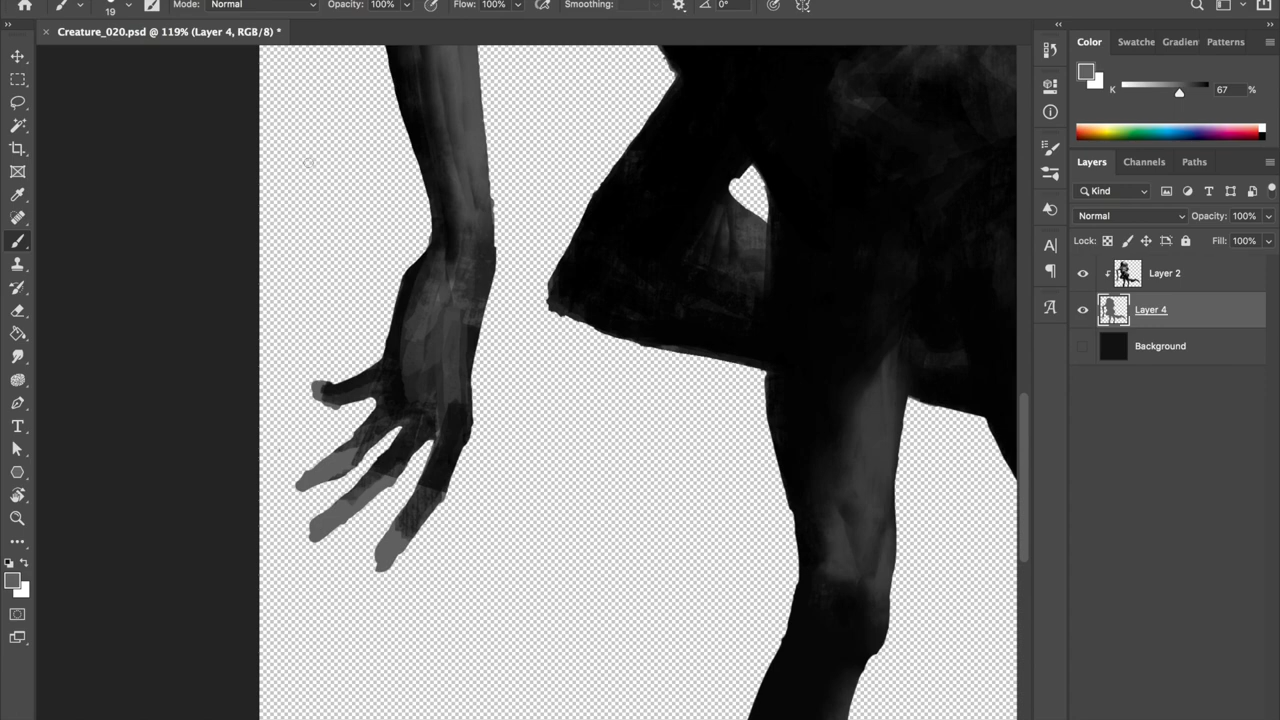 19 Mode: Normal Opacity: 100% Flow: 100% Smoothing: 0°
× Creature_020.psd @ 119% (Layer 4, RGB/8) *
Color Swatche Gradien Patterns
K 67 %
Layers Channels Paths
Kind
Normal Opacity: 100%
Lock: Fill: 100%
Layer 2
Layer 4
Background